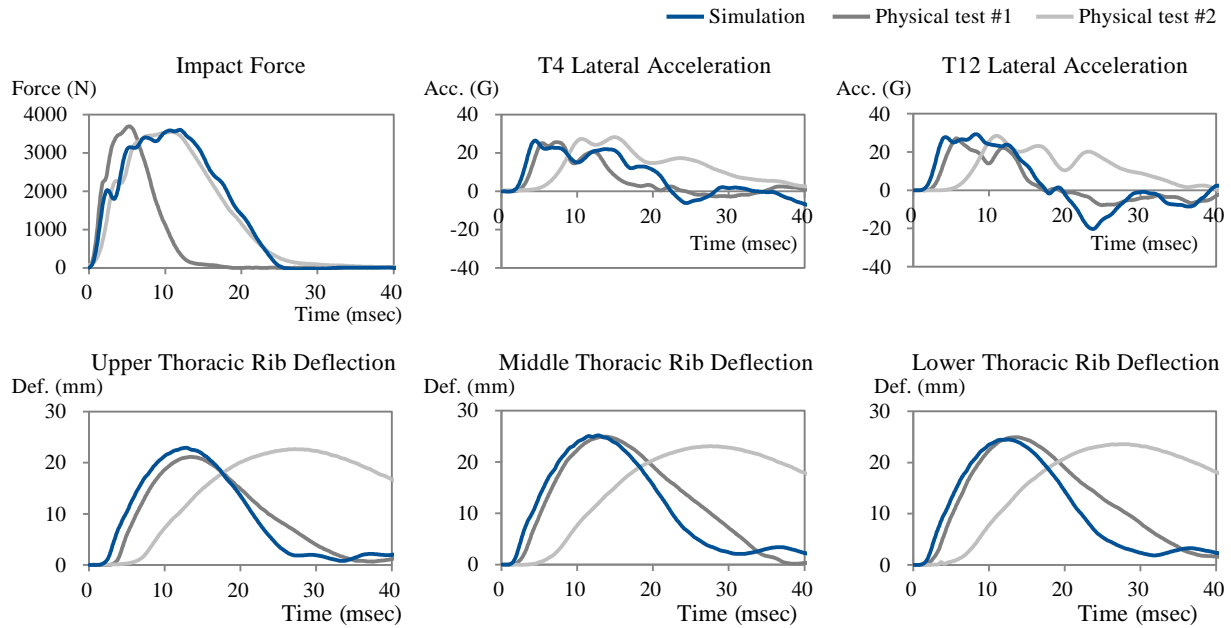 Simulation Physical test #1 Physical test #2
Impact Force
Force (N)
4000
3000
2000
1000
0
0 10 20 30 40
Time (msec)
T4 Lateral Acceleration
Acc. (G)
40
20
0
-20
-40
0 10 20 30 40
Time (msec)
T12 Lateral Acceleration
Acc. (G)
40
20
0
-20
-40
0 10 20 30 40
Time (msec)
Upper Thoracic Rib Deflection
Def. (mm)
30
20
10
0
0 10 20 30 40
Time (msec)
Middle Thoracic Rib Deflection
Def. (mm)
30
20
10
0
0 10 20 30 40
Time (msec)
Lower Thoracic Rib Deflection
Def. (mm)
30
20
10
0
0 10 20 30 40
Time (msec)